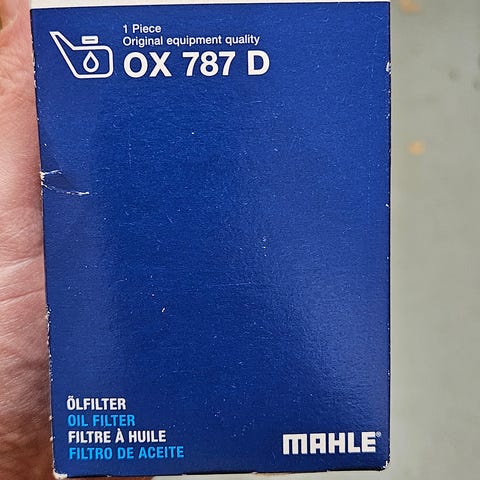 1 Piece
Original equipment quality
OX 787 D
ÖLFILTER
OIL FILTER
FILTRE À HUILE
FILTRO DE ACEITE
MAHLE®